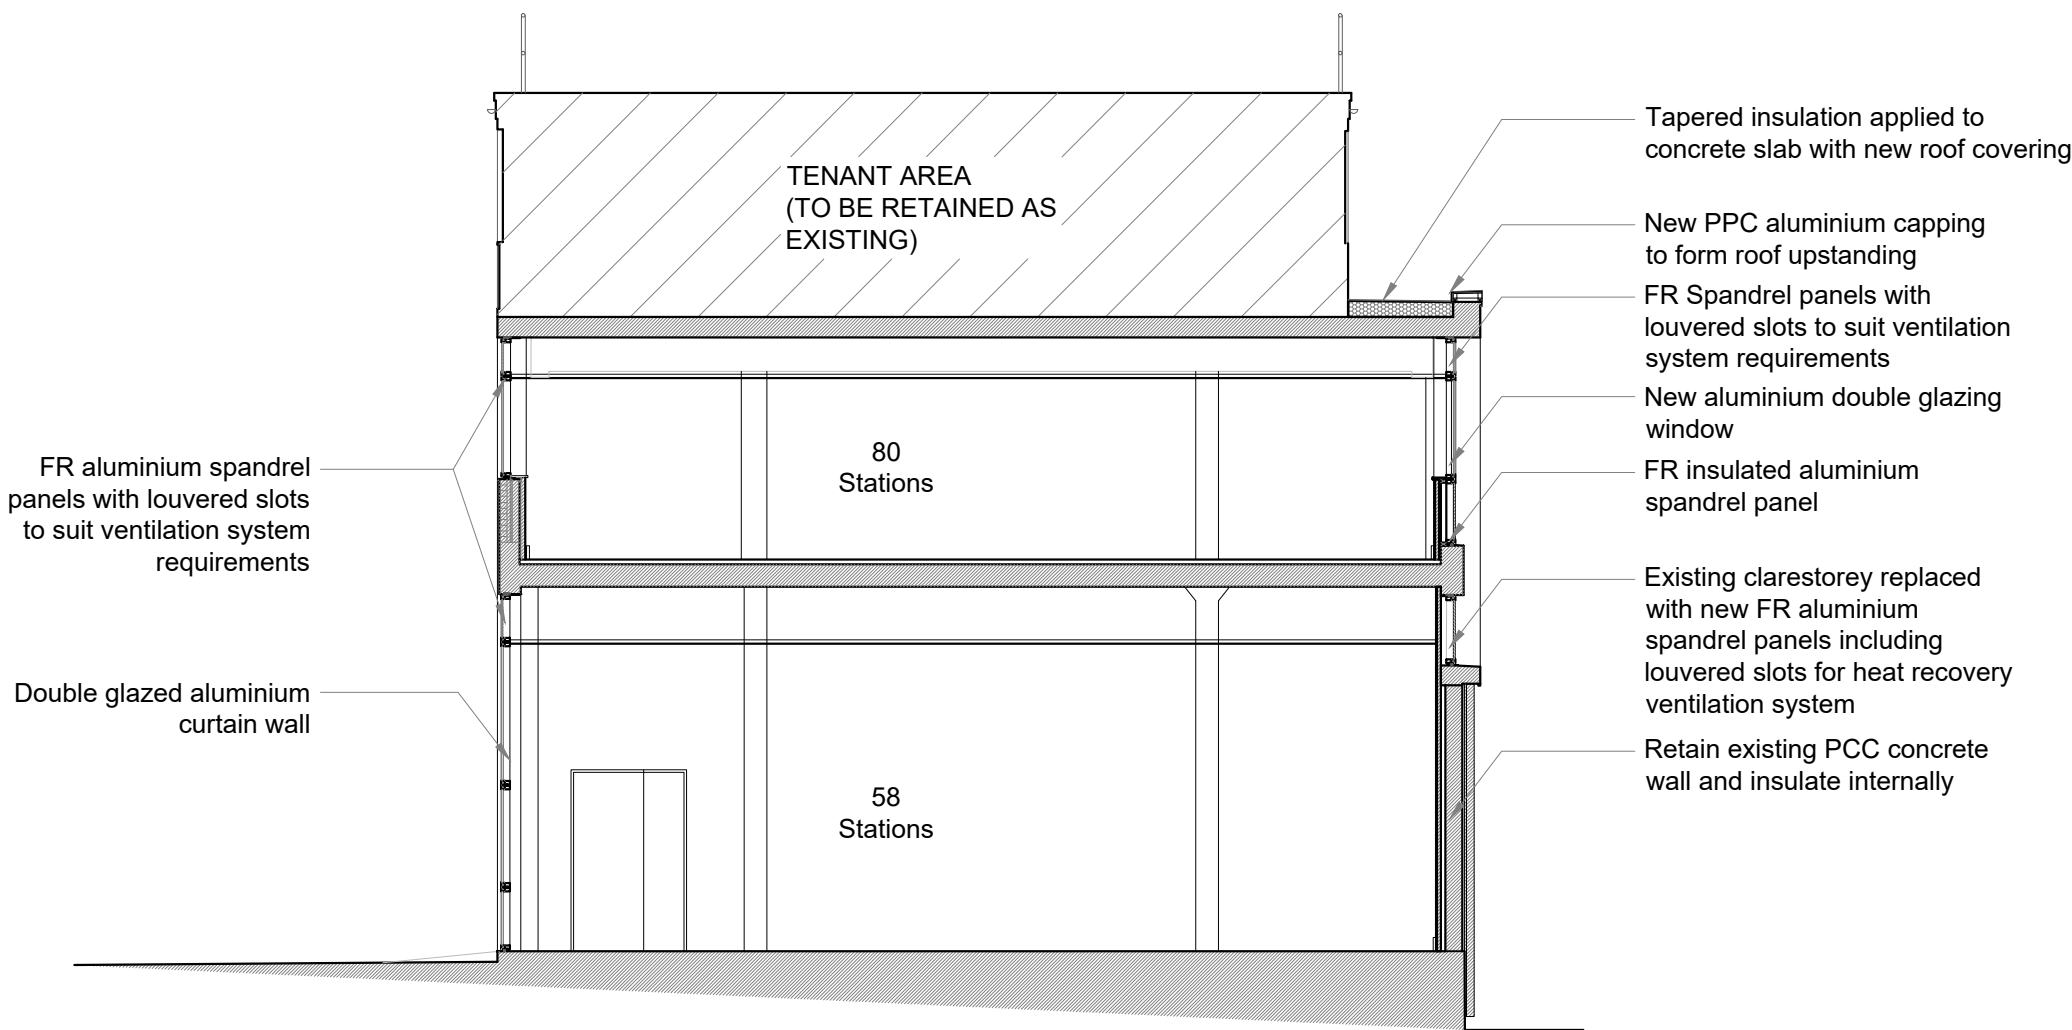 TENANT AREA
(TO BE RETAINED AS
EXISTING)
80
Stations
58
Stations
FR aluminium spandrel
panels with louvered slots
to suit ventilation system
requirements
Double glazed aluminium
curtain wall
Tapered insulation applied to
concrete slab with new roof covering
New PPC aluminium capping
to form roof upstanding
FR Spandrel panels with
louvered slots to suit ventilation
system requirements
New aluminium double glazing
window
FR insulated aluminium
spandrel panel
Existing clarestorey replaced
with new FR aluminium
spandrel panels including
louvered slots for heat recovery
ventilation system
Retain existing PCC concrete
wall and insulate internally